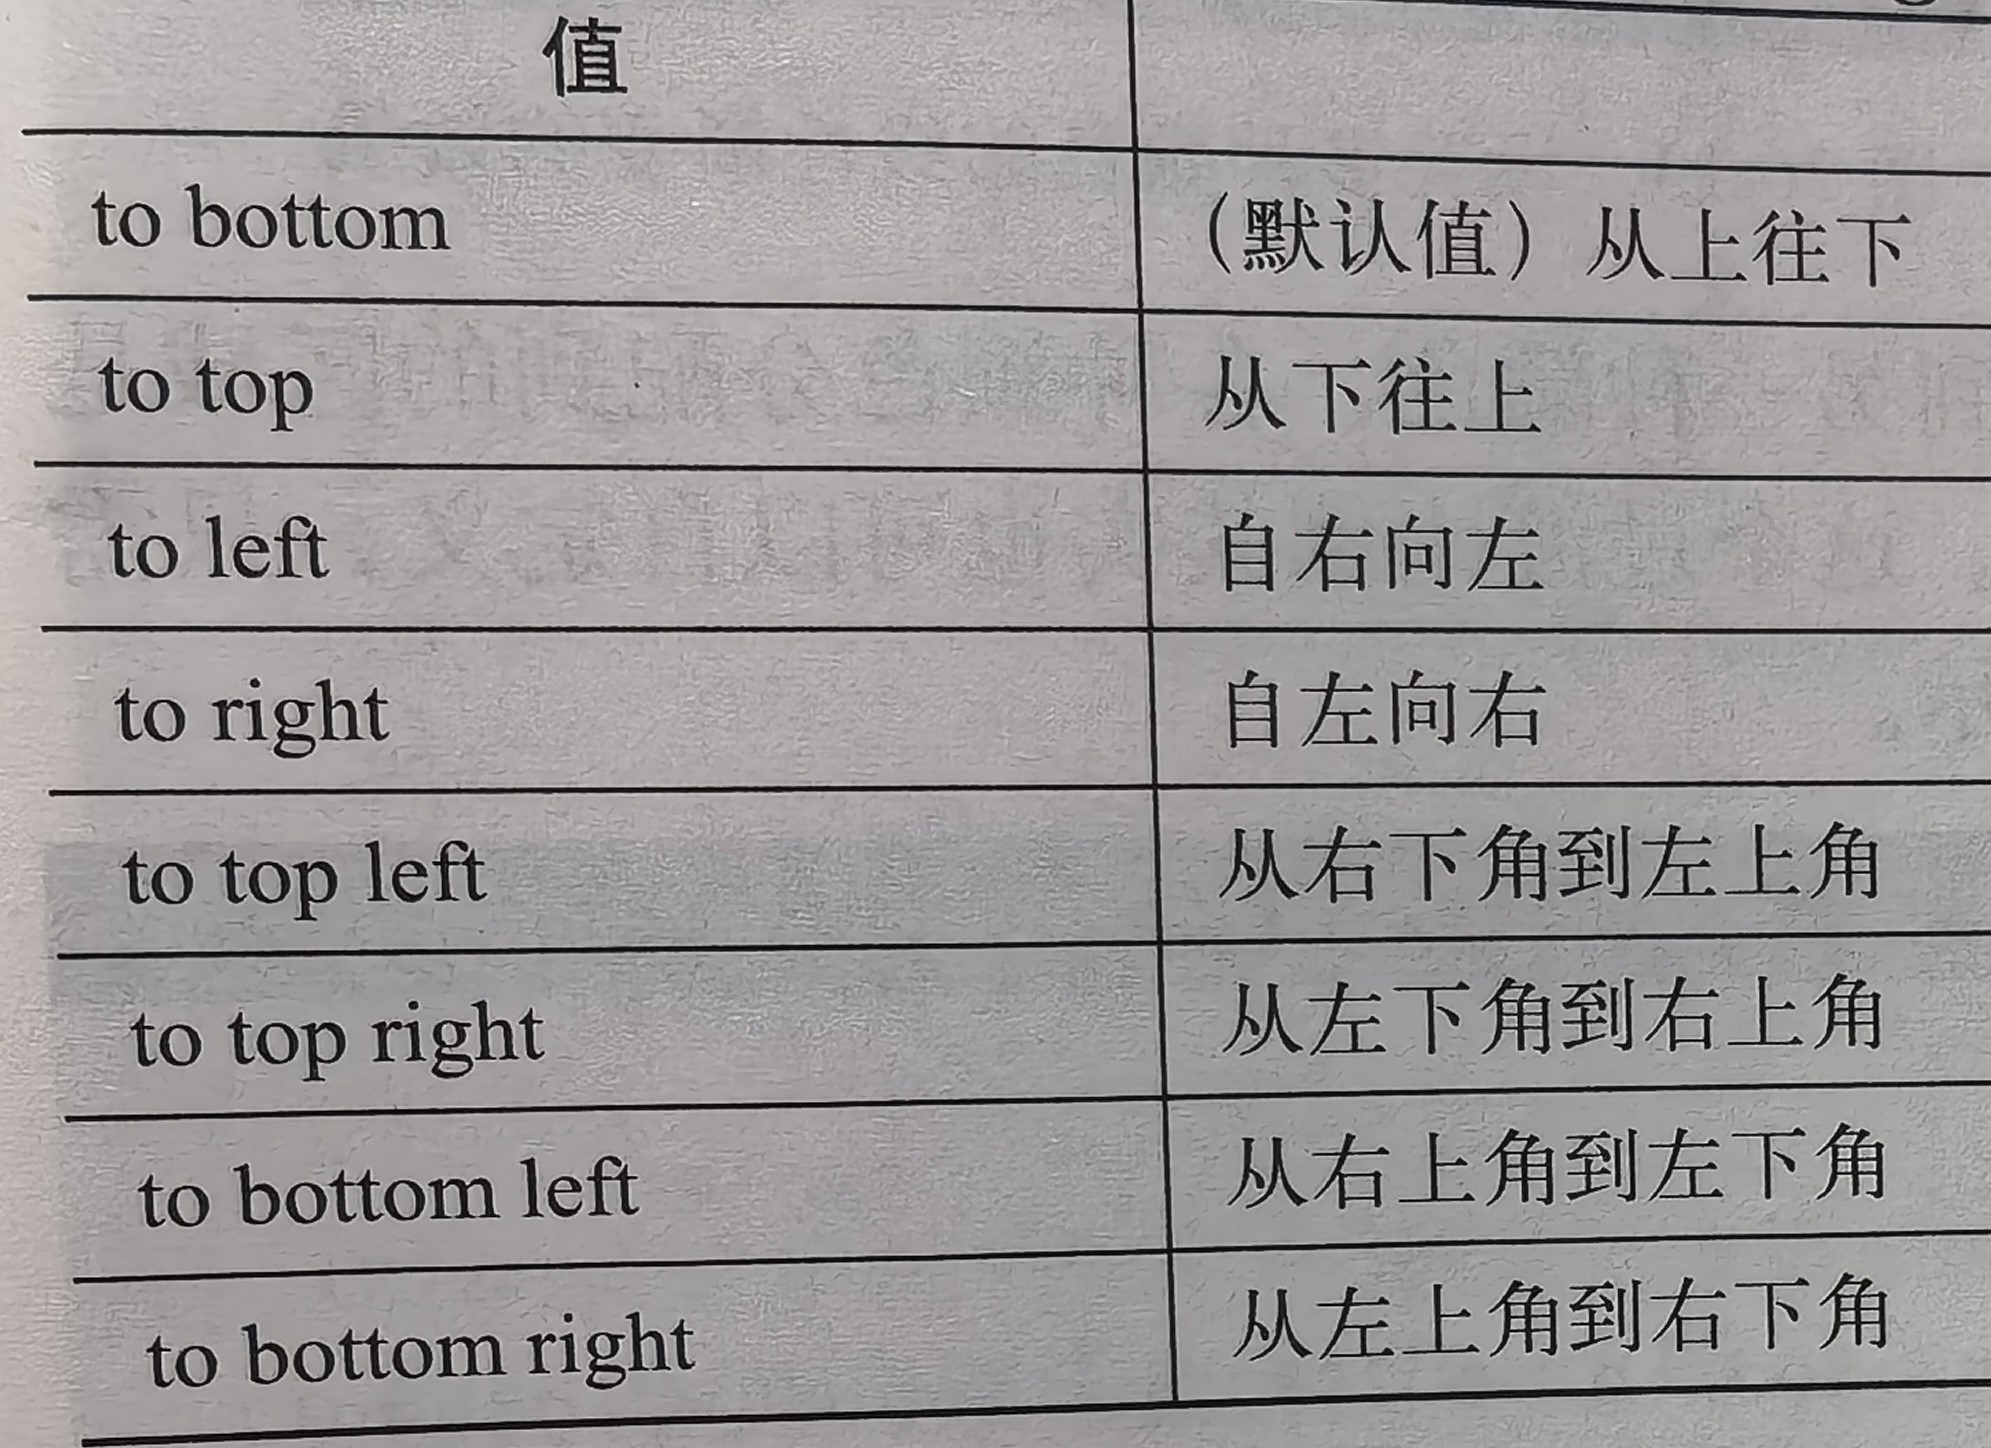 值
to bottom （默认值）从上往下
to top 从下往上
to left 自右向左
to right 自左向右
to top left 从右下角到左上角
to top right 从左下角到右上角
to bottom left 从右上角到左下角
to bottom right 从左上角到右下角